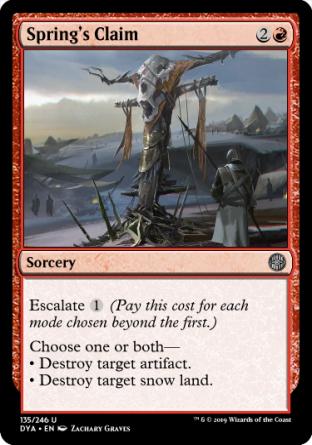 Spring's Claim 2
Sorcery
Escalate 1 (Pay this cost for each
mode chosen beyond the first.)
Choose one or both—
• Destroy target artifact.
• Destroy target snow land.
135/246 U
DYA • EN Zachary Graves
™ & © 2019 Wizards of the Coast